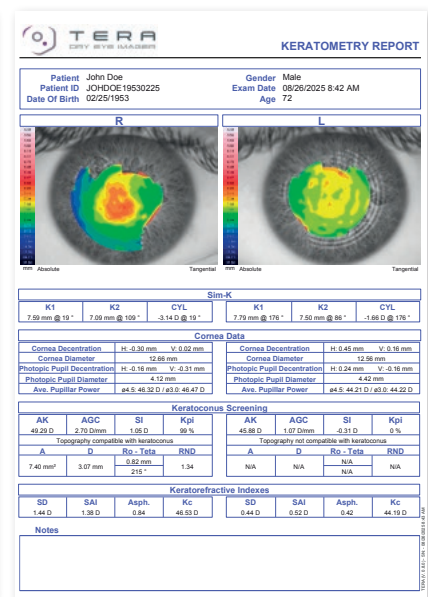 TERA
DRY EYE IMAGER
KERATOMETRY REPORT
Patient John Doe Gender Male
Patient ID JOHDOE19530225 Exam Date 08/26/2025 8:42 AM
Date Of Birth 02/25/1953 Age 72
R L
mm Absolute Tangential mm Absolute Tangential
Sim-K
K1 K2 CYL K1 K2 CYL
7.59 mm @ 19 ° 7.09 mm @ 109 ° -3.14 D @ 19 ° 7.79 mm @ 176 ° 7.50 mm @ 86 ° -1.66 D @ 176 °
Cornea Data
Cornea Decentration H: -0.30 mm V: 0.02 mm Cornea Decentration H: 0.45 mm V: 0.16 mm
Cornea Diameter 12.66 mm Cornea Diameter 12.56 mm
Photopic Pupil Decentration H: -0.16 mm V: -0.31 mm Photopic Pupil Decentration H: 0.24 mm V: -0.16 mm
Photopic Pupil Diameter 4.12 mm Photopic Pupil Diameter 4.42 mm
Ave. Pupillar Power ø4.5: 46.32 D / ø3.0: 46.47 D Ave. Pupillar Power ø4.5: 44.21 D / ø3.0: 44.22 D
Keratoconus Screening
AK AGC SI Kpi AK AGC SI Kpi
49.29 D 2.70 D/mm 1.05 D 99 % 45.88 D 1.07 D/mm -0.31 D 0 %
Topography compatible with keratoconus Topography not compatible with keratoconus
A D Ro - Teta RND A D Ro - Teta RND
7.40 mm² 3.07 mm 0.82 mm 1.34 N/A N/A N/A N/A
215 ° N/A
Keratorefractive Indexes
SD SAI Asph. Kc SD SAI Asph. Kc
1.44 D 1.38 D 0.84 46.53 D 0.44 D 0.52 D 0.42 44.19 D
Notes